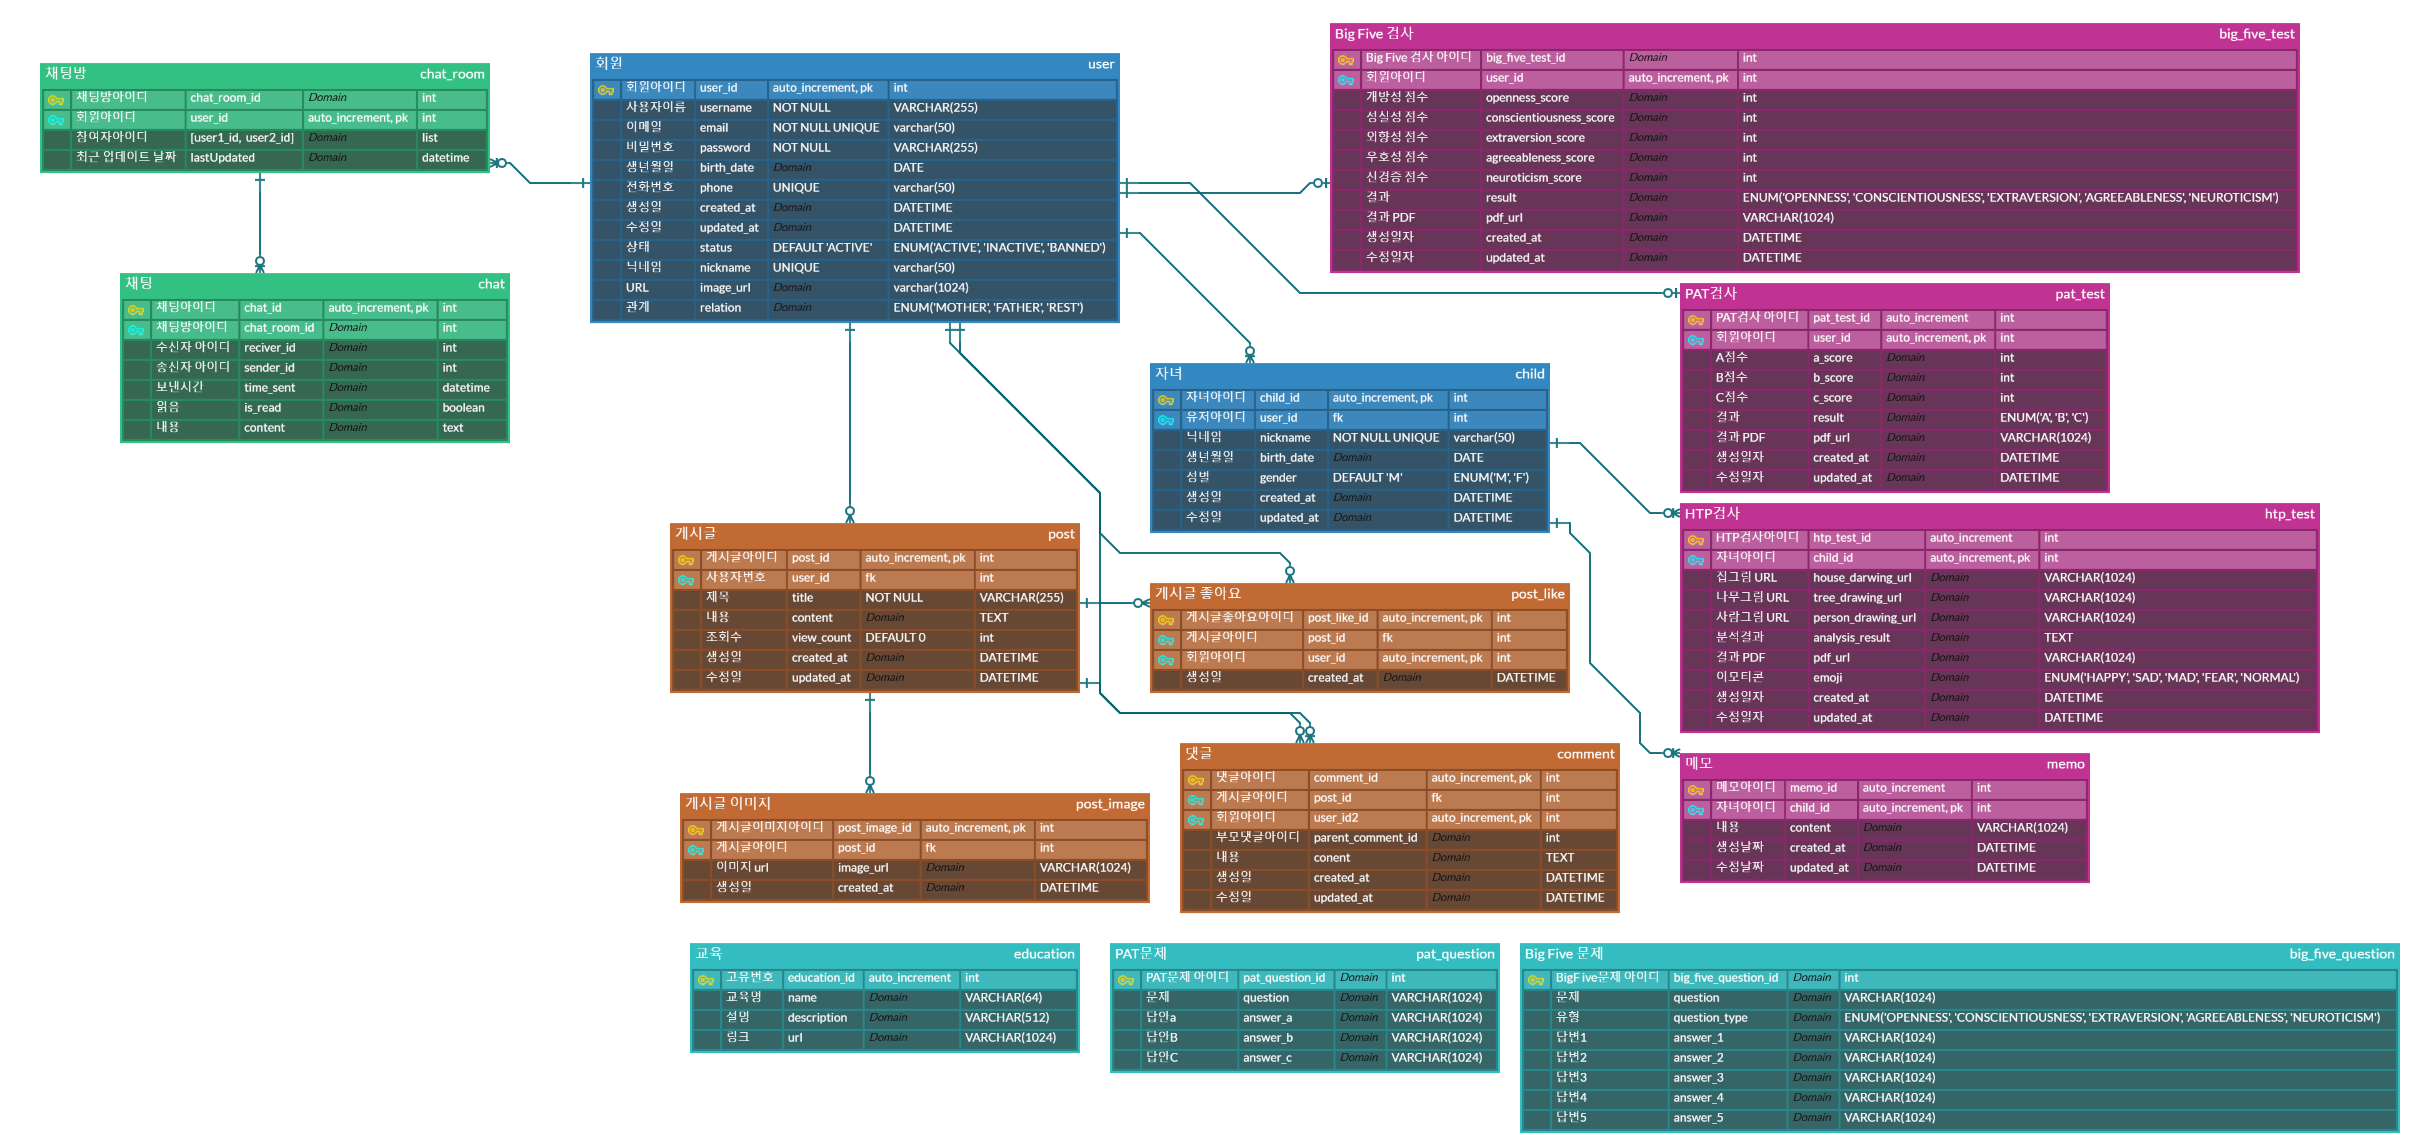 채팅방 chat_room
채팅방아이디 chat_room_id Domain int
회원아이디 user_id auto_increment, pk int
참여자아이디 [user1_id, user2_id] Domain list
최근 업데이트 날짜 lastUpdated Domain datetime
채팅 chat
채팅아이디 chat_id auto_increment, pk int
채팅방아이디 chat_room_id Domain int
수신자 아이디 reciver_id Domain int
송신자 아이디 sender_id Domain int
보낸시간 time_sent Domain datetime
읽음 is_read Domain boolean
내용 content Domain text
회원 user
회원아이디 user_id auto_increment, pk int
사용자이름 username NOT NULL VARCHAR(255)
이메일 email NOT NULL UNIQUE varchar(50)
비밀번호 password NOT NULL VARCHAR(255)
생년월일 birth_date Domain DATE
전화번호 phone UNIQUE varchar(50)
생성일 created_at Domain DATETIME
수정일 updated_at Domain DATETIME
상태 status DEFAULT 'ACTIVE' ENUM('ACTIVE', 'INACTIVE', 'BANNED')
닉네임 nickname UNIQUE varchar(50)
URL image_url Domain varchar(1024)
관계 relation Domain ENUM('MOTHER', 'FATHER', 'REST')
Big Five 검사 big_five_test
Big Five 검사 아이디 big_five_test_id Domain int
회원아이디 user_id auto_increment, pk int
개방성 점수 openness_score Domain int
성실성 점수 conscientiousness_score Domain int
외향성 점수 extraversion_score Domain int
우호성 점수 agreeableness_score Domain int
신경증 점수 neuroticism_score Domain int
결과 result Domain ENUM('OPENNESS', 'CONSCIENTIOUSNESS', 'EXTRAVERSION', 'AGREEABLENESS', 'NEUROTICISM')
결과 PDF pdf_url Domain VARCHAR(1024)
생성일자 created_at Domain DATETIME
수정일자 updated_at Domain DATETIME
PAT검사 pat_test
PAT검사 아이디 pat_test_id auto_increment int
회원아이디 user_id auto_increment, pk int
A점수 a_score Domain int
B점수 b_score Domain int
C점수 c_score Domain int
결과 result Domain ENUM('A', 'B', 'C')
결과 PDF pdf_url Domain VARCHAR(1024)
생성일자 created_at Domain DATETIME
수정일자 updated_at Domain DATETIME
자녀 child
자녀아이디 child_id auto_increment, pk int
유저아이디 user_id fk int
닉네임 nickname NOT NULL UNIQUE varchar(50)
생년월일 birth_date Domain DATE
성별 gender DEFAULT 'M' ENUM('M', 'F')
생성일 created_at Domain DATETIME
수정일 updated_at Domain DATETIME
HTP검사 htp_test
HTP검사아이디 htp_test_id auto_increment int
자녀아이디 child_id auto_increment, pk int
집그림 URL house_darwing_url Domain VARCHAR(1024)
나무그림 URL tree_drawing_url Domain VARCHAR(1024)
사람그림 URL person_drawing_url Domain VARCHAR(1024)
분석결과 analysis_result Domain TEXT
결과 PDF pdf_url Domain VARCHAR(1024)
이모티콘 emoji Domain ENUM('HAPPY', 'SAD', 'MAD', 'FEAR', 'NORMAL')
생성일자 created_at Domain DATETIME
수정일자 updated_at Domain DATETIME
게시글 post
게시글아이디 post_id auto_increment, pk int
사용자번호 user_id fk int
제목 title NOT NULL VARCHAR(255)
내용 content Domain TEXT
조회수 view_count DEFAULT 0 int
생성일 created_at Domain DATETIME
수정일 updated_at Domain DATETIME
게시글 좋아요 post_like
게시글좋아요아이디 post_like_id auto_increment, pk int
게시글아이디 post_id fk int
회원아이디 user_id auto_increment, pk int
생성일 created_at Domain DATETIME
댓글 comment
댓글아이디 comment_id auto_increment, pk int
게시글아이디 post_id fk int
회원아이디 user_id2 auto_increment, pk int
부모댓글아이디 parent_comment_id Domain int
내용 conent Domain TEXT
생성일 created_at Domain DATETIME
수정일 updated_at Domain DATETIME
메모 memo
메모아이디 memo_id auto_increment int
자녀아이디 child_id auto_increment, pk int
내용 content Domain VARCHAR(1024)
생성날짜 created_at Domain DATETIME
수정날짜 updated_at Domain DATETIME
게시글 이미지 post_image
게시글이미지아이디 post_image_id auto_increment, pk int
게시글아이디 post_id fk int
이미지 url image_url Domain VARCHAR(1024)
생성일 created_at Domain DATETIME
교육 education
고유번호 education_id auto_increment int
교육명 name Domain VARCHAR(64)
설명 description Domain VARCHAR(512)
링크 url Domain VARCHAR(1024)
PAT문제 pat_question
PAT문제 아이디 pat_question_id Domain int
문제 question Domain VARCHAR(1024)
답안a answer_a Domain VARCHAR(1024)
답안B answer_b Domain VARCHAR(1024)
답안C answer_c Domain VARCHAR(1024)
Big Five 문제 big_five_question
BigFive문제 아이디 big_five_question_id Domain int
문제 question Domain VARCHAR(1024)
유형 question_type Domain ENUM('OPENNESS', 'CONSCIENTIOUSNESS', 'EXTRAVERSION', 'AGREEABLENESS', 'NEUROTICISM')
답변1 answer_1 Domain VARCHAR(1024)
답변2 answer_2 Domain VARCHAR(1024)
답변3 answer_3 Domain VARCHAR(1024)
답변4 answer_4 Domain VARCHAR(1024)
답변5 answer_5 Domain VARCHAR(1024)